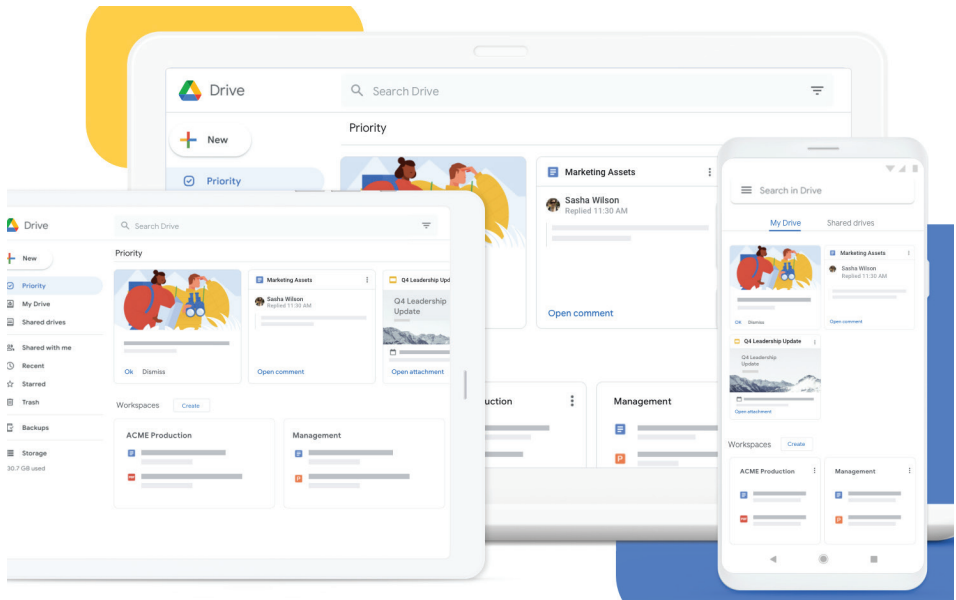 Drive
Search Drive
New
Priority
Priority
Marketing Assets
Sasha Wilson
Replied 11:30 AM
Open comment
uction
Management
Drive
Search Drive
New
Priority
My Drive
Shared drives
Shared with me
Recent
Starred
Trash
Backups
Storage
30.7 GB used
Priority
Ok Dismiss
Marketing Assets
Sasha Wilson
Replied 11:30 AM
Open comment
Q4 Leadership Upd
Q4 Leadership
Update
Open attachment
Workspaces Create
ACME Production
Management
Search in Drive
My Drive Shared drives
Ok Dismiss
Marketing Assets
Sasha Wilson
Replied 11:30 AM
Open comment
Q4 Leadership Update
Q4 Leadership
Update
Open attachment
Workspaces Create
ACME Production
Management